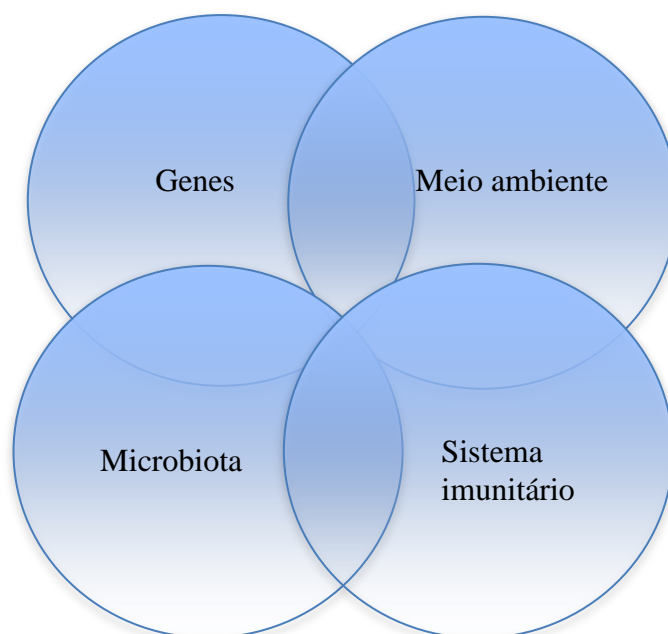 Genes
Meio ambiente
Microbiota
Sistema
imunitário